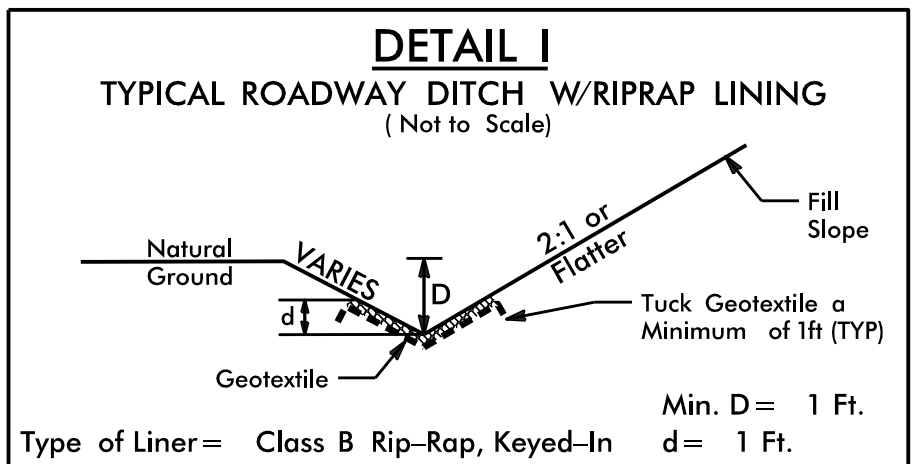 DETAIL I
TYPICAL ROADWAY DITCH W/RIPRAP LINING
( Not to Scale)
Natural
Ground
VARIES
D
d
2:1 or
Flatter
Fill
Slope
Tuck Geotextile a
Minimum of 1ft (TYP)
Geotextile
Min. D = 1 Ft.
Type of Liner = Class B Rip–Rap, Keyed–In d = 1 Ft.